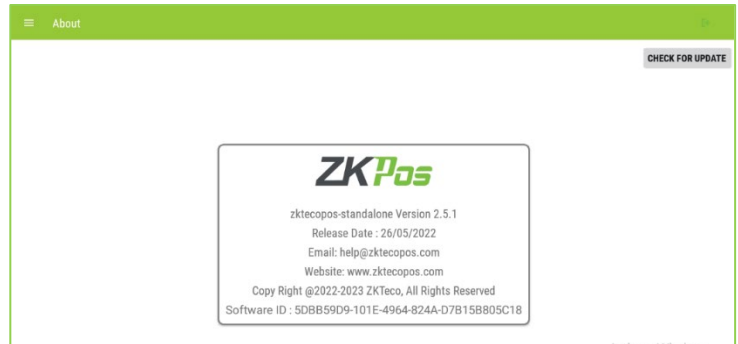 About
CHECK FOR UPDATE
ZKPos
zktecopos-standalone Version 2.5.1
Release Date : 26/05/2022
Email: help@zktecopos.com
Website: www.zktecopos.com
Copy Right @2022-2023 ZKTeco, All Rights Reserved
Software ID : 5DBB59D9-101E-4964-824A-D7B15B805C18